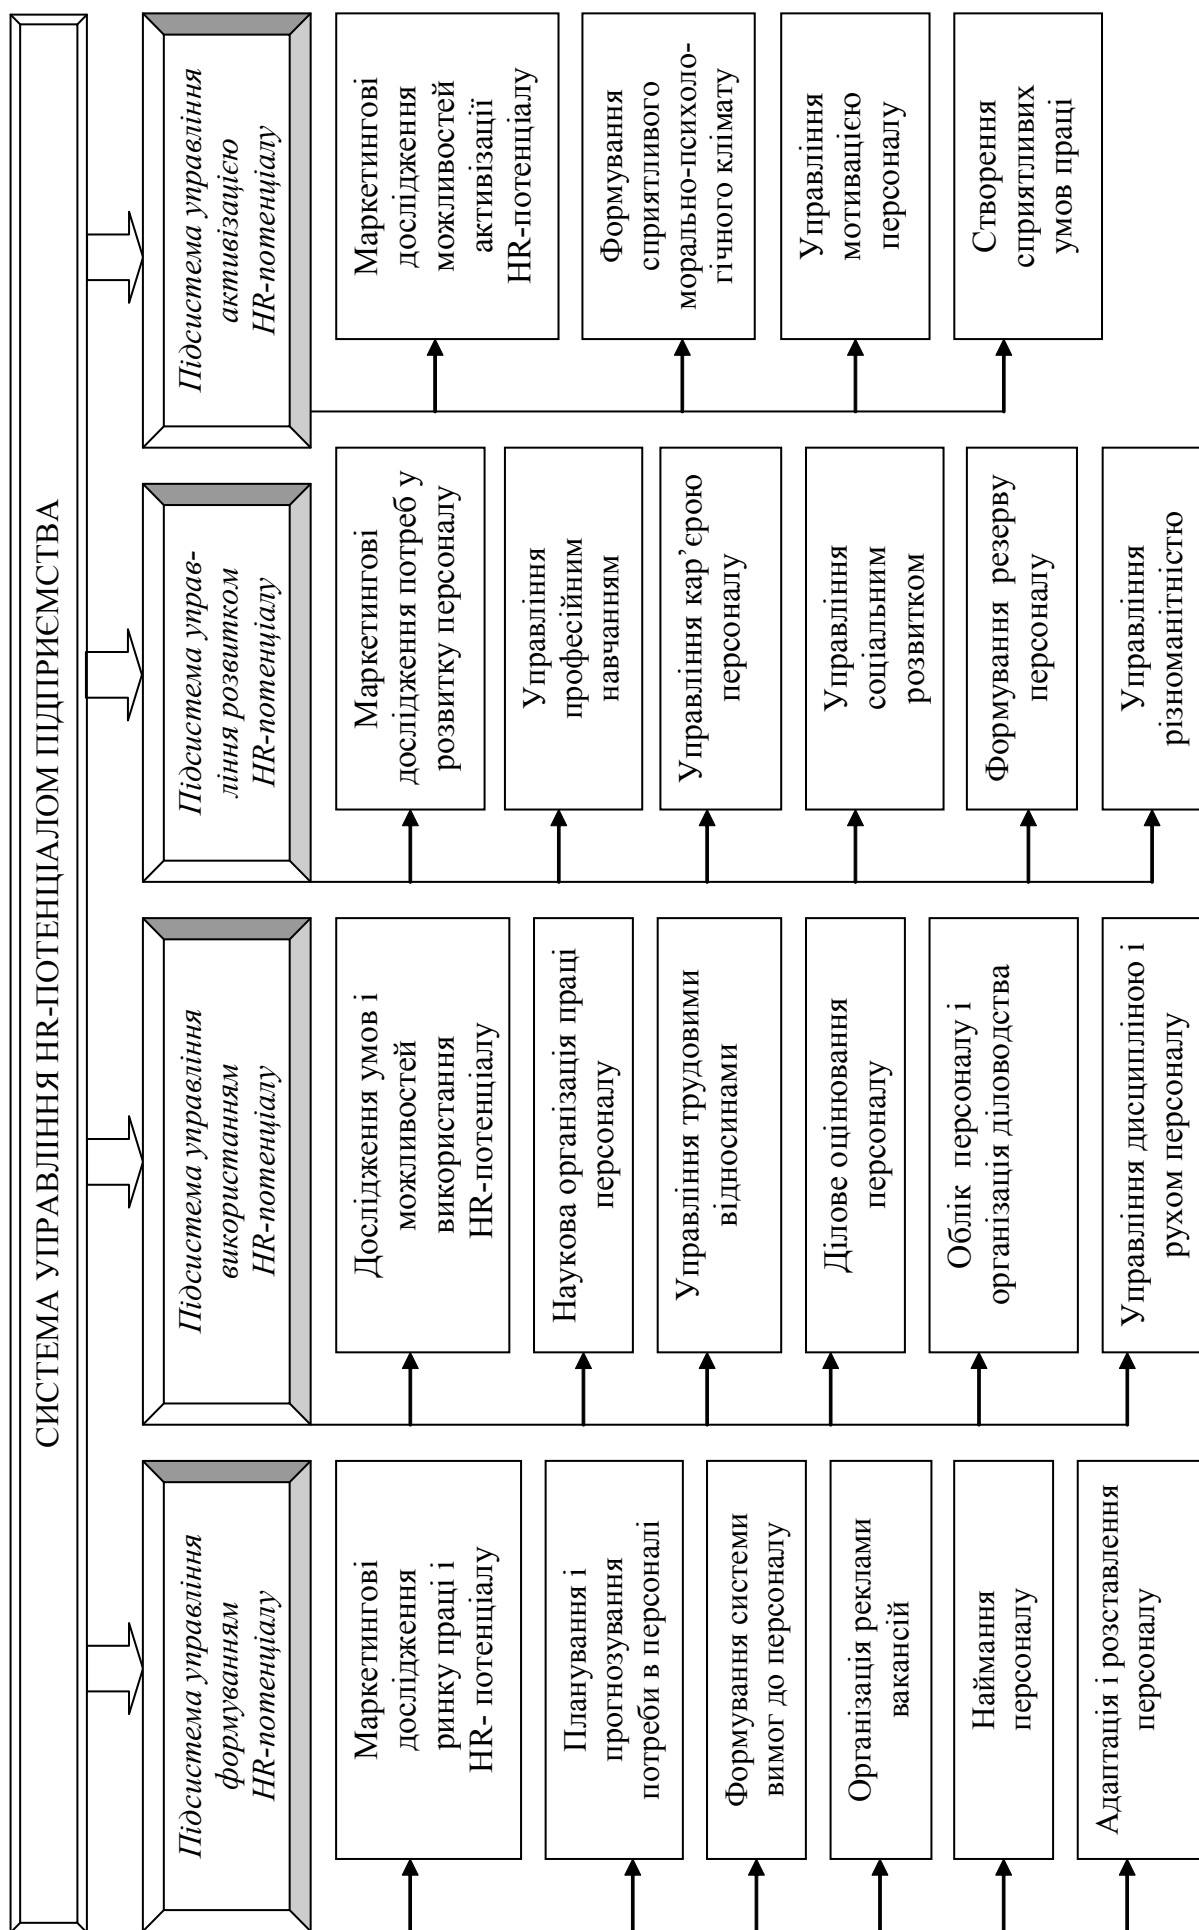 СИСТЕМА УПРАВЛІННЯ HR-ПОТЕНЦІАЛОМ ПІДПРИЄМСТВА
Підсистема управління
формуванням
HR-потенціалу
Маркетингові
дослідження
ринку праці і
HR- потенціалу
Планування і
прогнозування
потреби в персоналі
Формування системи
вимог до персоналу
Організація реклами
вакансій
Наймання
персоналу
Адаптація і розставлення
персоналу
Підсистема управління
використанням
HR-потенціалу
Дослідження умов і
можливостей
використання
HR-потенціалу
Наукова організація праці
персоналу
Управління трудовими
відносинами
Ділове оцінювання
персоналу
Облік персоналу і
організація діловодства
Управління дисципліною і
рухом персоналу
Підсистема управ-
ління розвитком
HR-потенціалу
Маркетингові
дослідження потреб у
розвитку персоналу
Управління
професійним
навчанням
Управління кар’єрою
персоналу
Управління
соціальним
розвитком
Формування резерву
персоналу
Управління
різноманітністю
Підсистема управління
активізацією
HR-потенціалу
Маркетингові
дослідження
можливостей
активізації
HR-потенціалу
Формування
сприятливого
морально-психоло-
гічного клімату
Управління
мотивацією
персоналу
Створення
сприятливих
умов праці